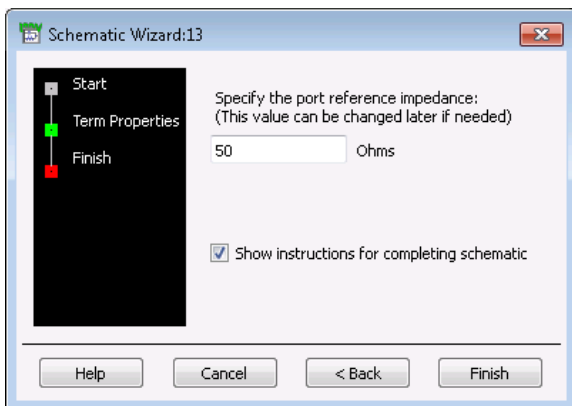 Schematic Wizard:13
Start
Term Properties
Finish
Specify the port reference impedance:
(This value can be changed later if needed)
50 Ohms
Show instructions for completing schematic
Help Cancel < Back Finish